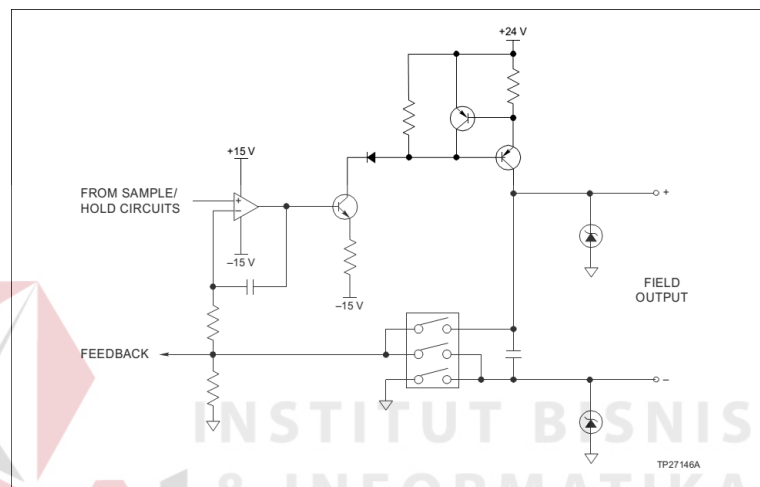 +24 V
+15 V
FROM SAMPLE/
HOLD CIRCUITS
+
−
–15 V
–15 V
+
FIELD
OUTPUT
FEEDBACK
–
TP27146A
INSTITUT BISNIS
& INFORMATIKA